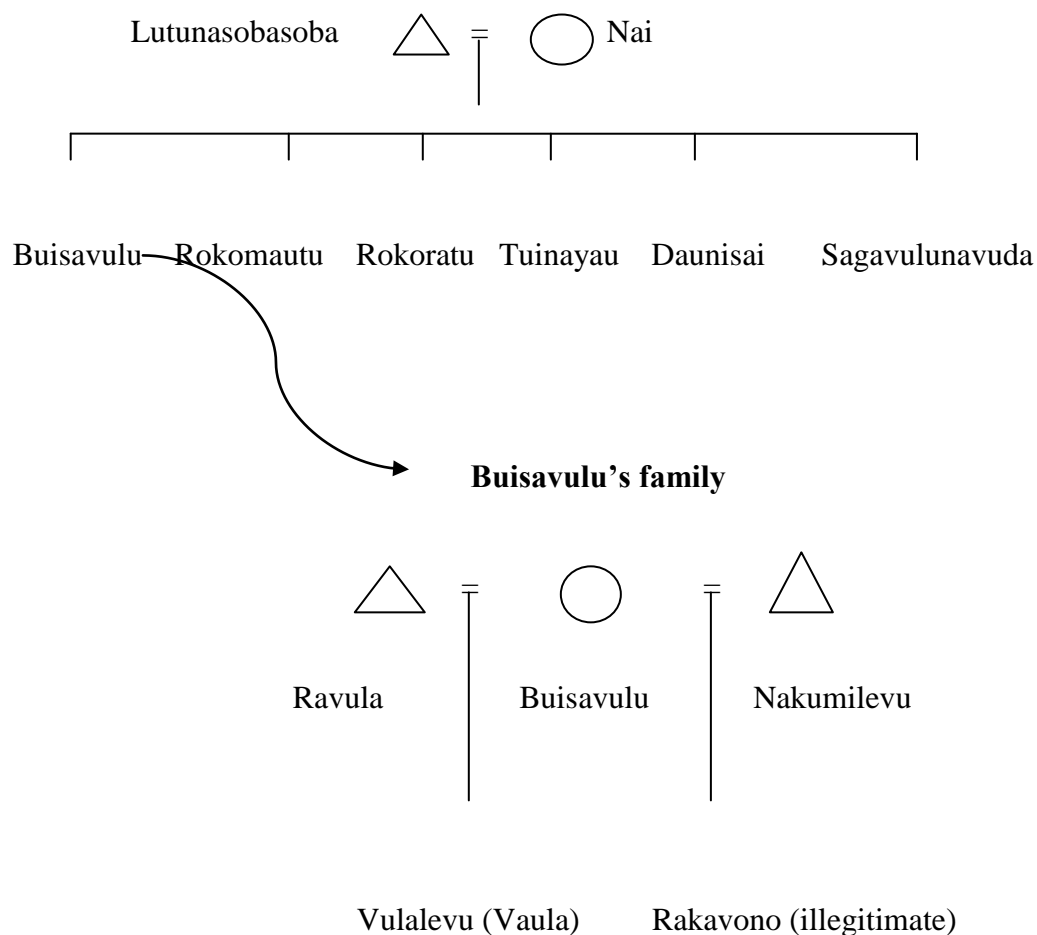 Lutunasobasoba = Nai
Buisavulu Rokomautu Rokoratu Tuinayau Daunisai Sagavulunavuda
Buisavulu’s family
= =
Ravula Buisavulu Nakumilevu
Vulalevu (Vaula) Rakavono (illegitimate)